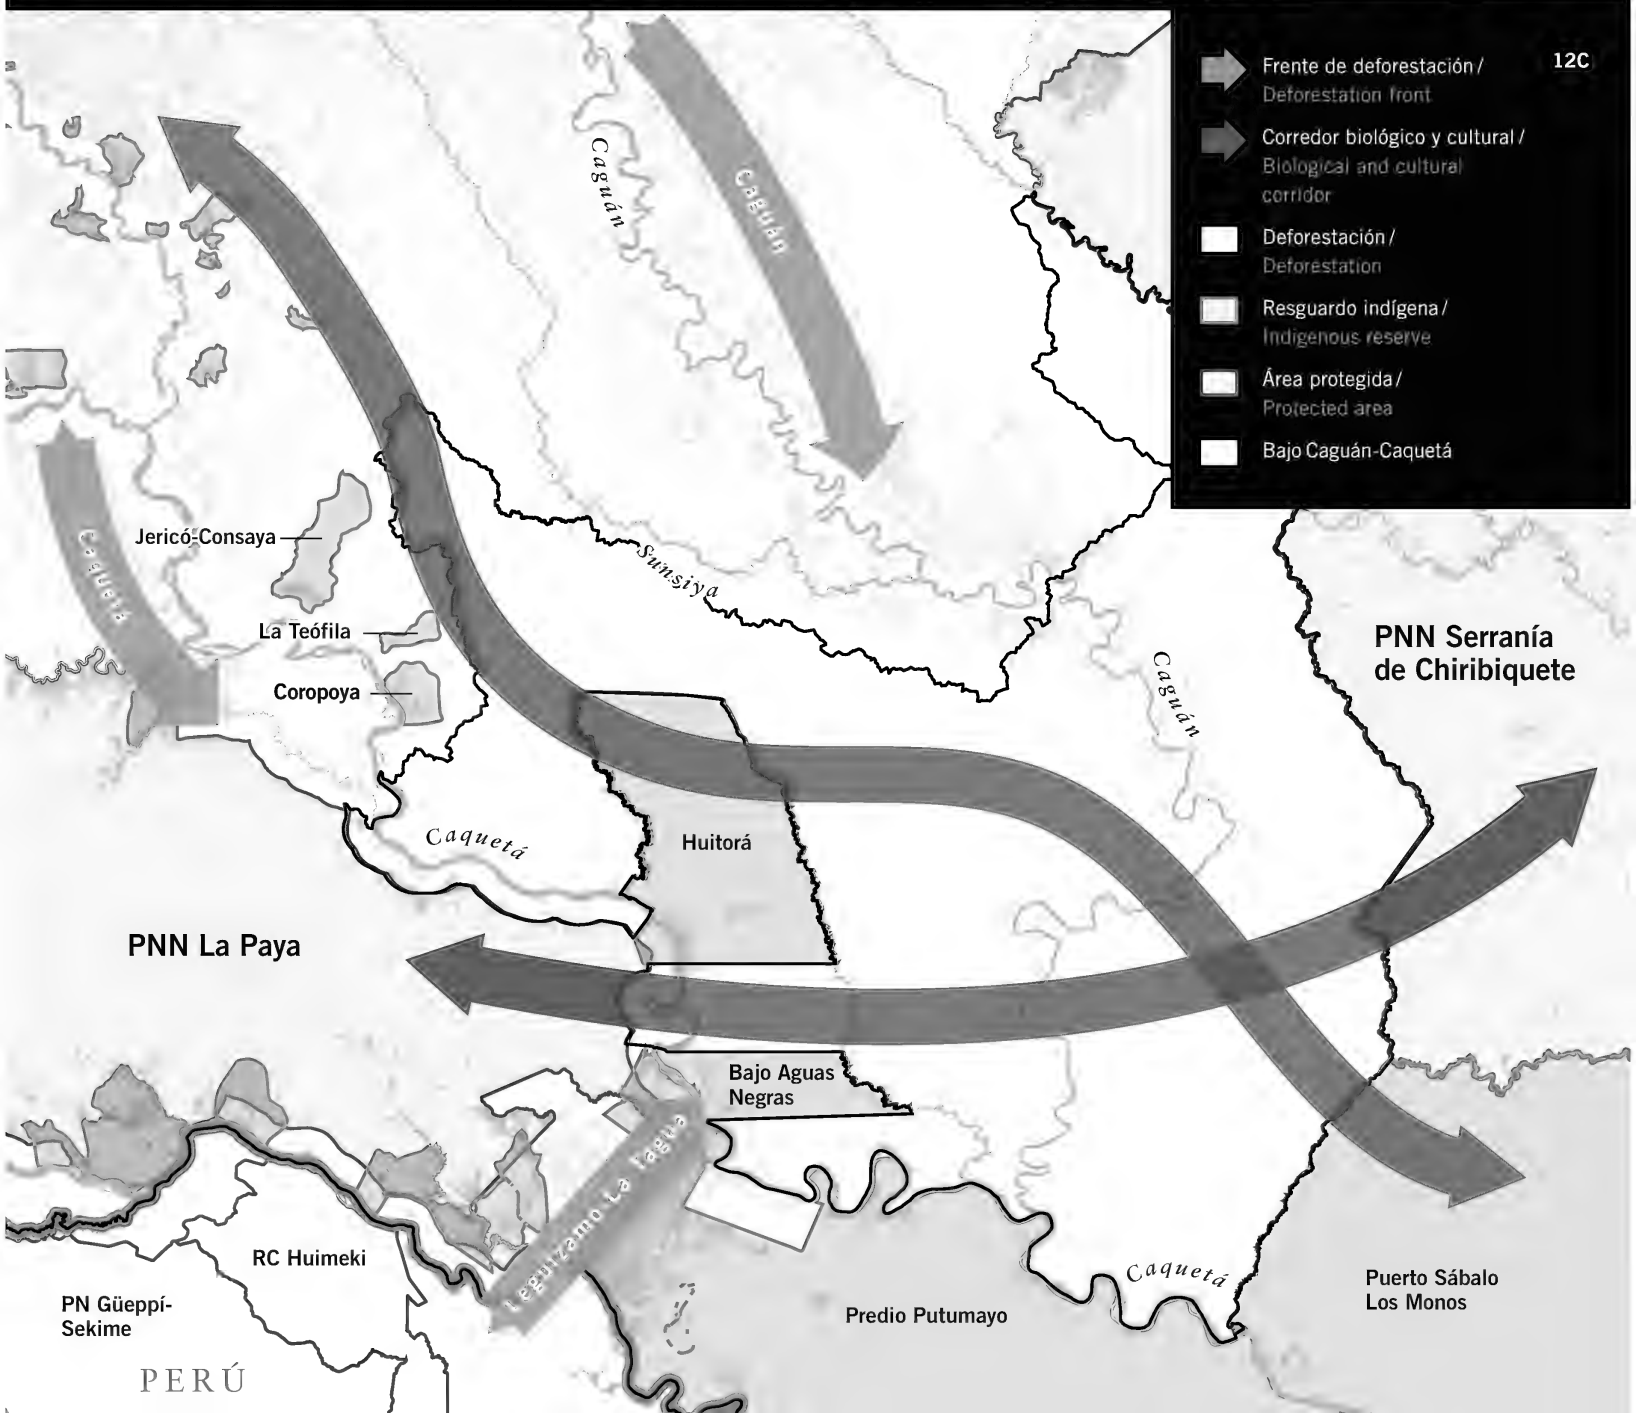 12C
Frente de deforestación /
Deforestation front
Corredor biológico y cultural /
Biological and cultural
corridor
Deforestación /
Deforestation
Resguardo indígena /
Indigenous reserve
Área protegida /
Protected area
Bajo Caguán-Caquetá
Caguán
Caguán
Caquetá
Jericó-Consaya
La Teófila
Coropoya
Sunsiya
Caguán
PNN Serranía
de Chiribiquete
Caquetá
Huitorá
PNN La Paya
Bajo Aguas
Negras
Leguizamo-La Tagua
RC Huimeki
PN Güeppí-
Sekime
PERÚ
Predio Putumayo
Caquetá
Puerto Sábalo
Los Monos